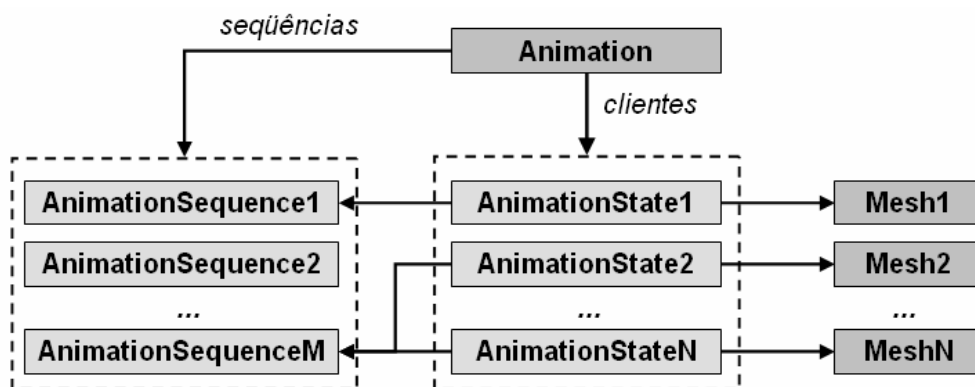 seqüências
Animation
clientes
AnimationSequence1
AnimationState1
Mesh1
AnimationSequence2
AnimationState2
Mesh2
...
...
...
AnimationSequenceM
AnimationStateN
MeshN